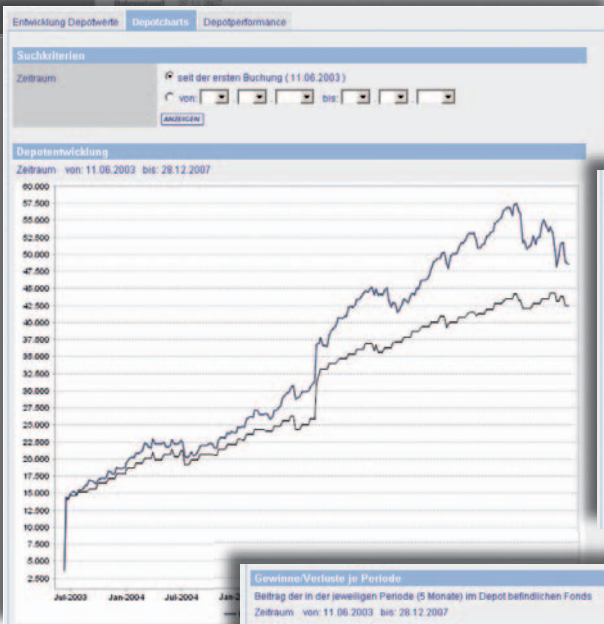 Entwicklung Depotwerte Depotcharts Depotperformance
Suchkriterien
Zeitraum
seit der ersten Buchung ( 11.06.2003 )
von: . . bis: . .
ANZEIGEN
Depotentwicklung
Zeitraum von: 11.06.2003 bis: 28.12.2007
60.000
57.500
55.000
52.500
50.000
47.500
45.000
42.500
40.000
37.500
35.000
32.500
30.000
27.500
25.000
22.500
20.000
17.500
15.000
12.500
10.000
7.500
5.000
2.500
Jul-2003 Jan-2004 Jul-2004
Gewinne/Verluste je Periode
Beitrag der in der jeweiligen Periode (5 Monate) im Depot befindlichen Fonds
Zeitraum von: 11.06.2003 bis: 28.12.2007